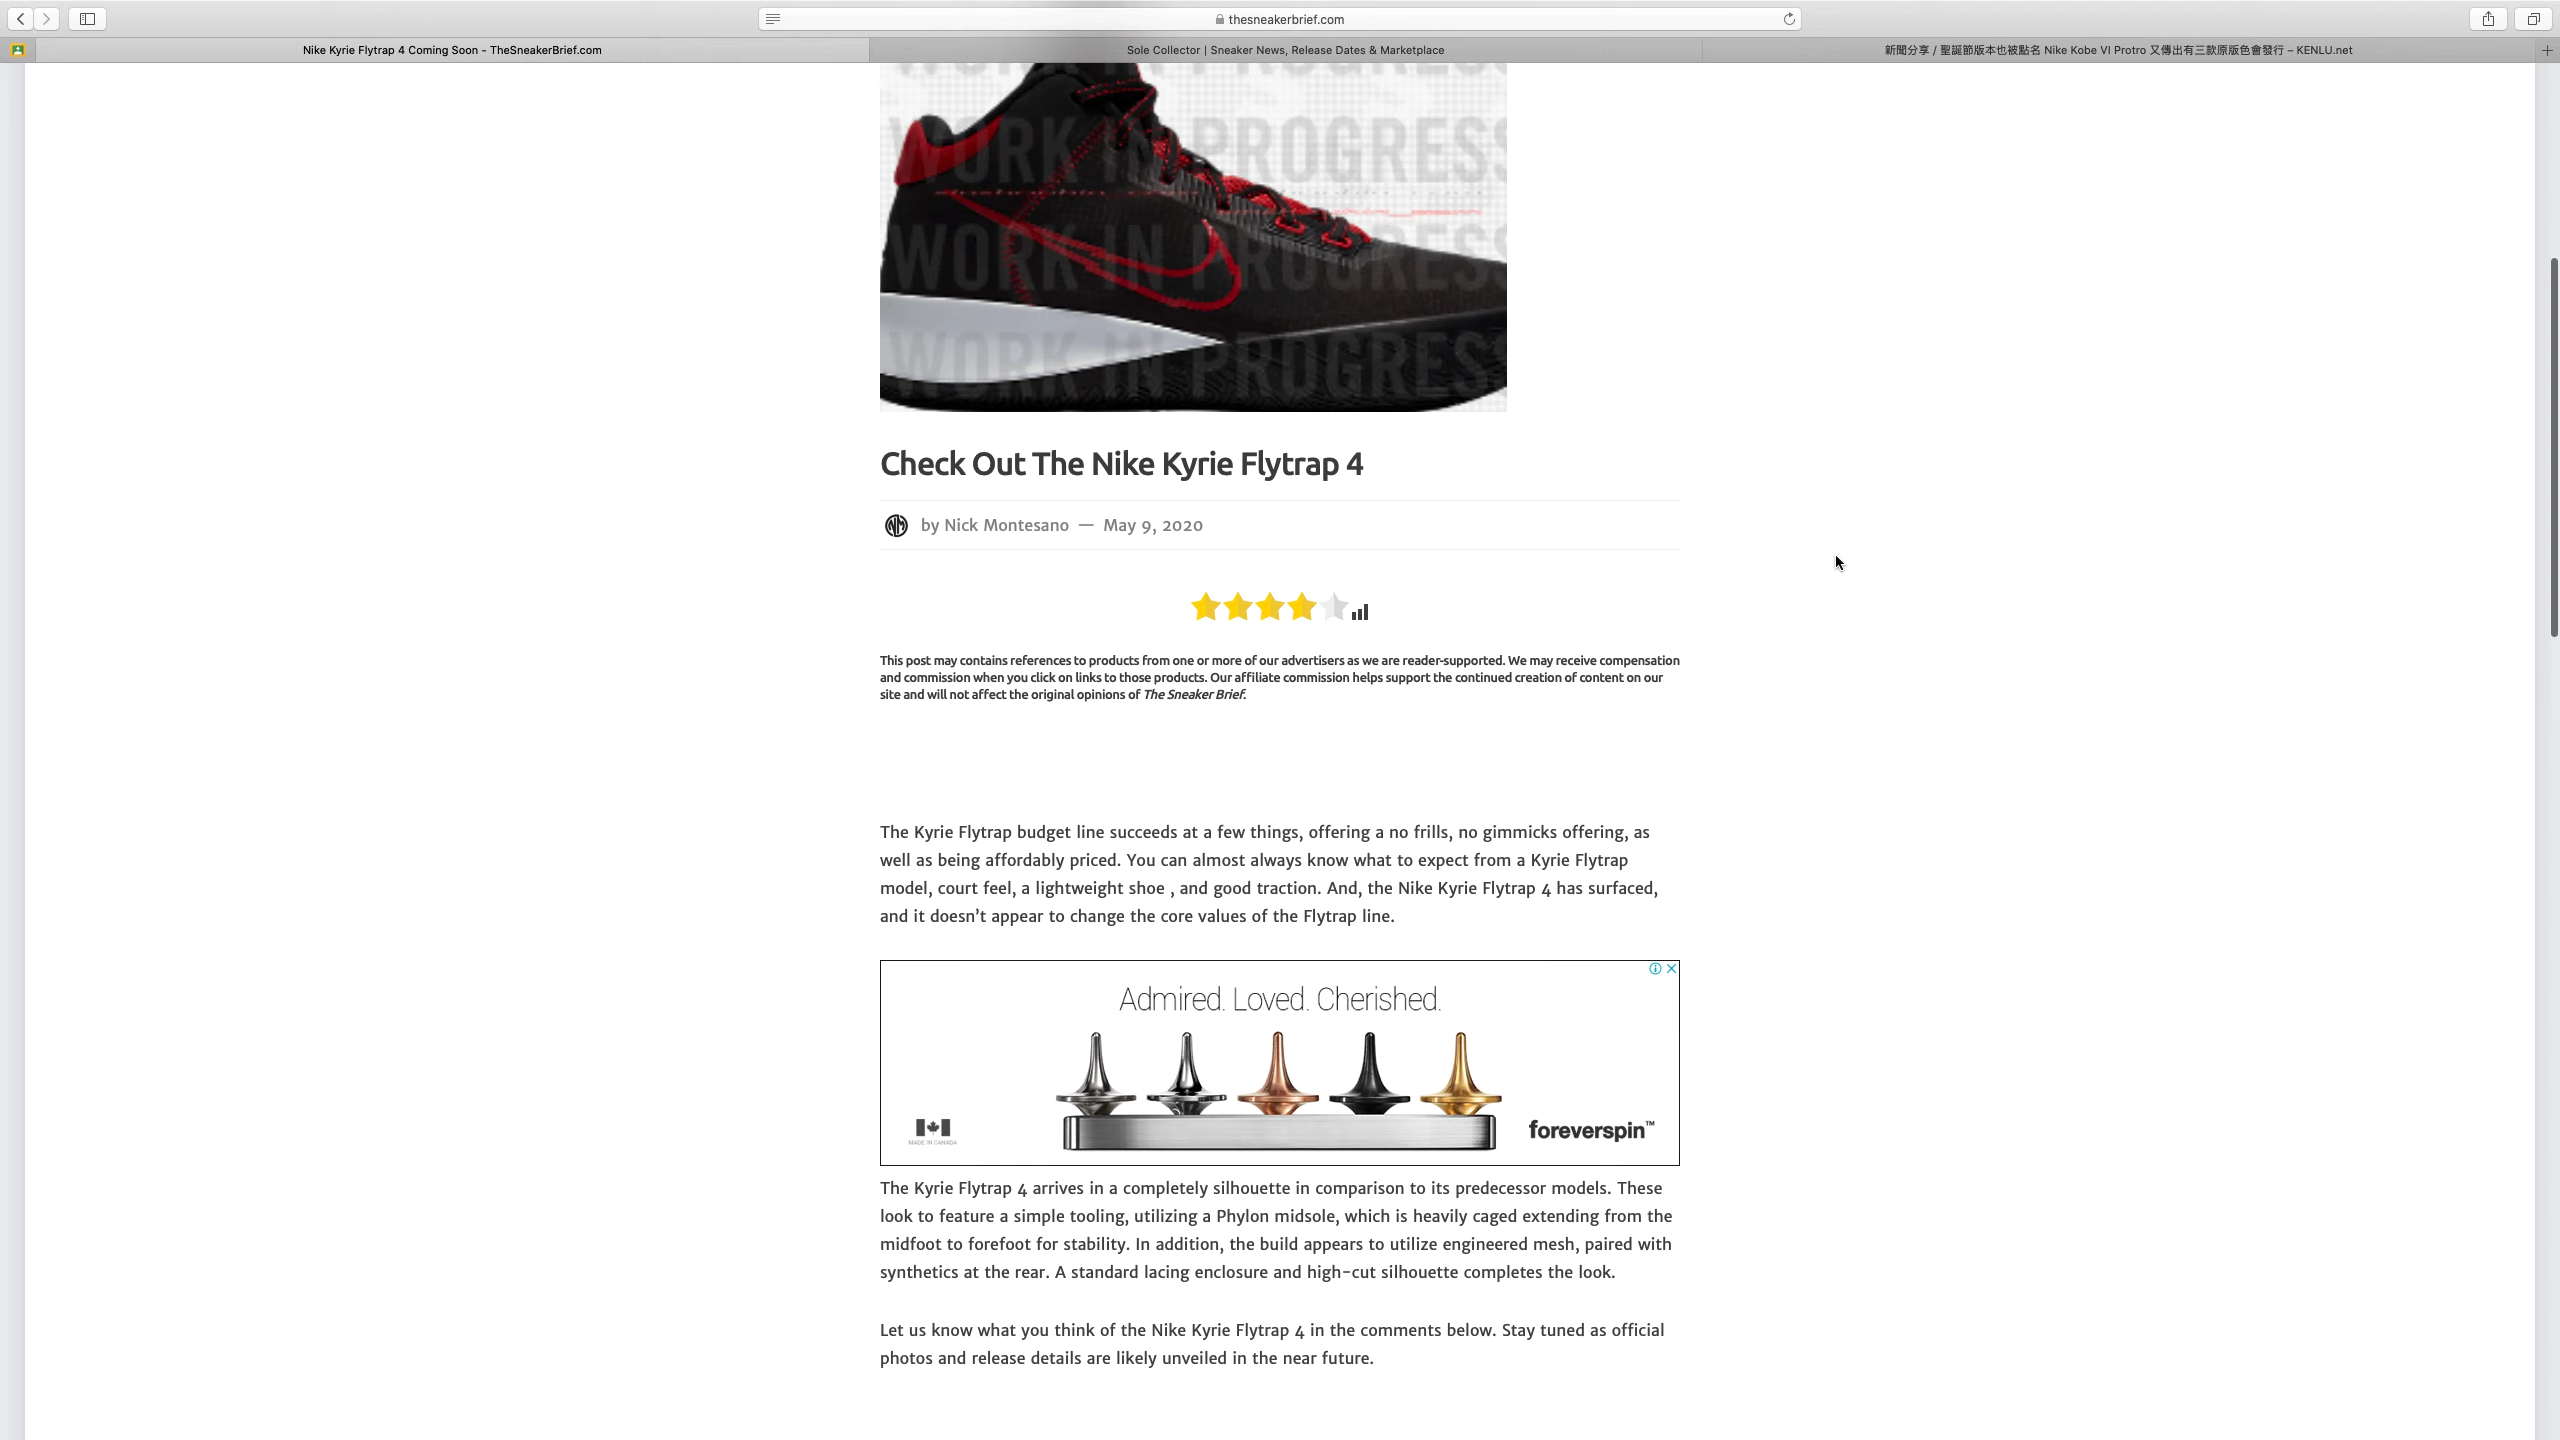 thesneakerbrief.com
Nike Kyrie Flytrap 4 Coming Soon - TheSneakerBrief.com
Sole Collector | Sneaker News, Release Dates & Marketplace
新聞分享 / 聖誕節版本也被點名 Nike Kobe VI Protro 又傳出有三款原版色會發行 – KENLU.net
WORK IN PROGRESS
WORK IN PROGRESS
WORK IN PROGRESS
Check Out The Nike Kyrie Flytrap 4
by Nick Montesano — May 9, 2020
This post may contains references to products from one or more of our advertisers as we are reader-supported. We may receive compensation
and commission when you click on links to those products. Our affiliate commission helps support the continued creation of content on our
site and will not affect the original opinions of The Sneaker Brief.
The Kyrie Flytrap budget line succeeds at a few things, offering a no frills, no gimmicks offering, as
well as being affordably priced. You can almost always know what to expect from a Kyrie Flytrap
model, court feel, a lightweight shoe , and good traction. And, the Nike Kyrie Flytrap 4 has surfaced,
and it doesn’t appear to change the core values of the Flytrap line.
Admired. Loved. Cherished.
MADE IN CANADA
foreverspin™
The Kyrie Flytrap 4 arrives in a completely silhouette in comparison to its predecessor models. These
look to feature a simple tooling, utilizing a Phylon midsole, which is heavily caged extending from the
midfoot to forefoot for stability. In addition, the build appears to utilize engineered mesh, paired with
synthetics at the rear. A standard lacing enclosure and high-cut silhouette completes the look.
Let us know what you think of the Nike Kyrie Flytrap 4 in the comments below. Stay tuned as official
photos and release details are likely unveiled in the near future.